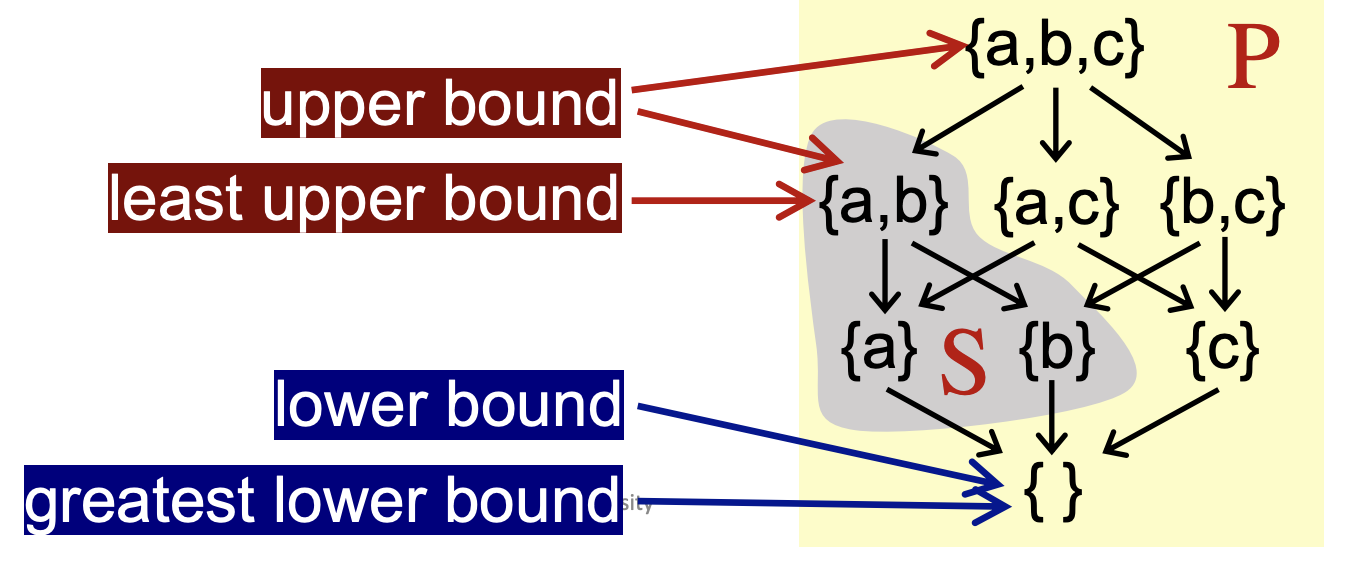 {a,b,c} P
upper bound
least upper bound
{a,b} {a,c} {b,c}
{a} S {b} {c}
lower bound
{ }
greatest lower bound
sity